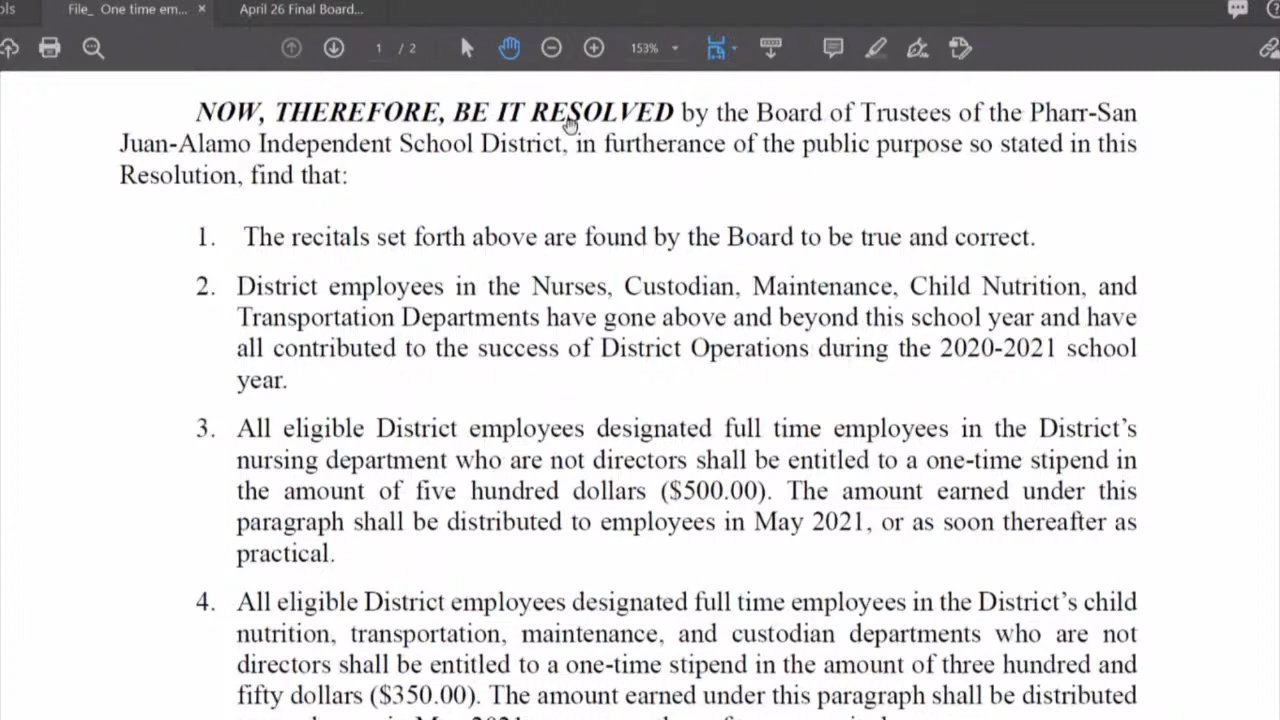 ols File_ One time em... × April 26 Final Board...
1 / 2 153%
NOW, THEREFORE, BE IT RESOLVED by the Board of Trustees of the Pharr-San
Juan-Alamo Independent School District, in furtherance of the public purpose so stated in this
Resolution, find that:
1. The recitals set forth above are found by the Board to be true and correct.
2. District employees in the Nurses, Custodian, Maintenance, Child Nutrition, and
Transportation Departments have gone above and beyond this school year and have
all contributed to the success of District Operations during the 2020-2021 school
year.
3. All eligible District employees designated full time employees in the District's
nursing department who are not directors shall be entitled to a one-time stipend in
the amount of five hundred dollars ($500.00). The amount earned under this
paragraph shall be distributed to employees in May 2021, or as soon thereafter as
practical.
4. All eligible District employees designated full time employees in the District's child
nutrition, transportation, maintenance, and custodian departments who are not
directors shall be entitled to a one-time stipend in the amount of three hundred and
fifty dollars ($350.00). The amount earned under this paragraph shall be distributed